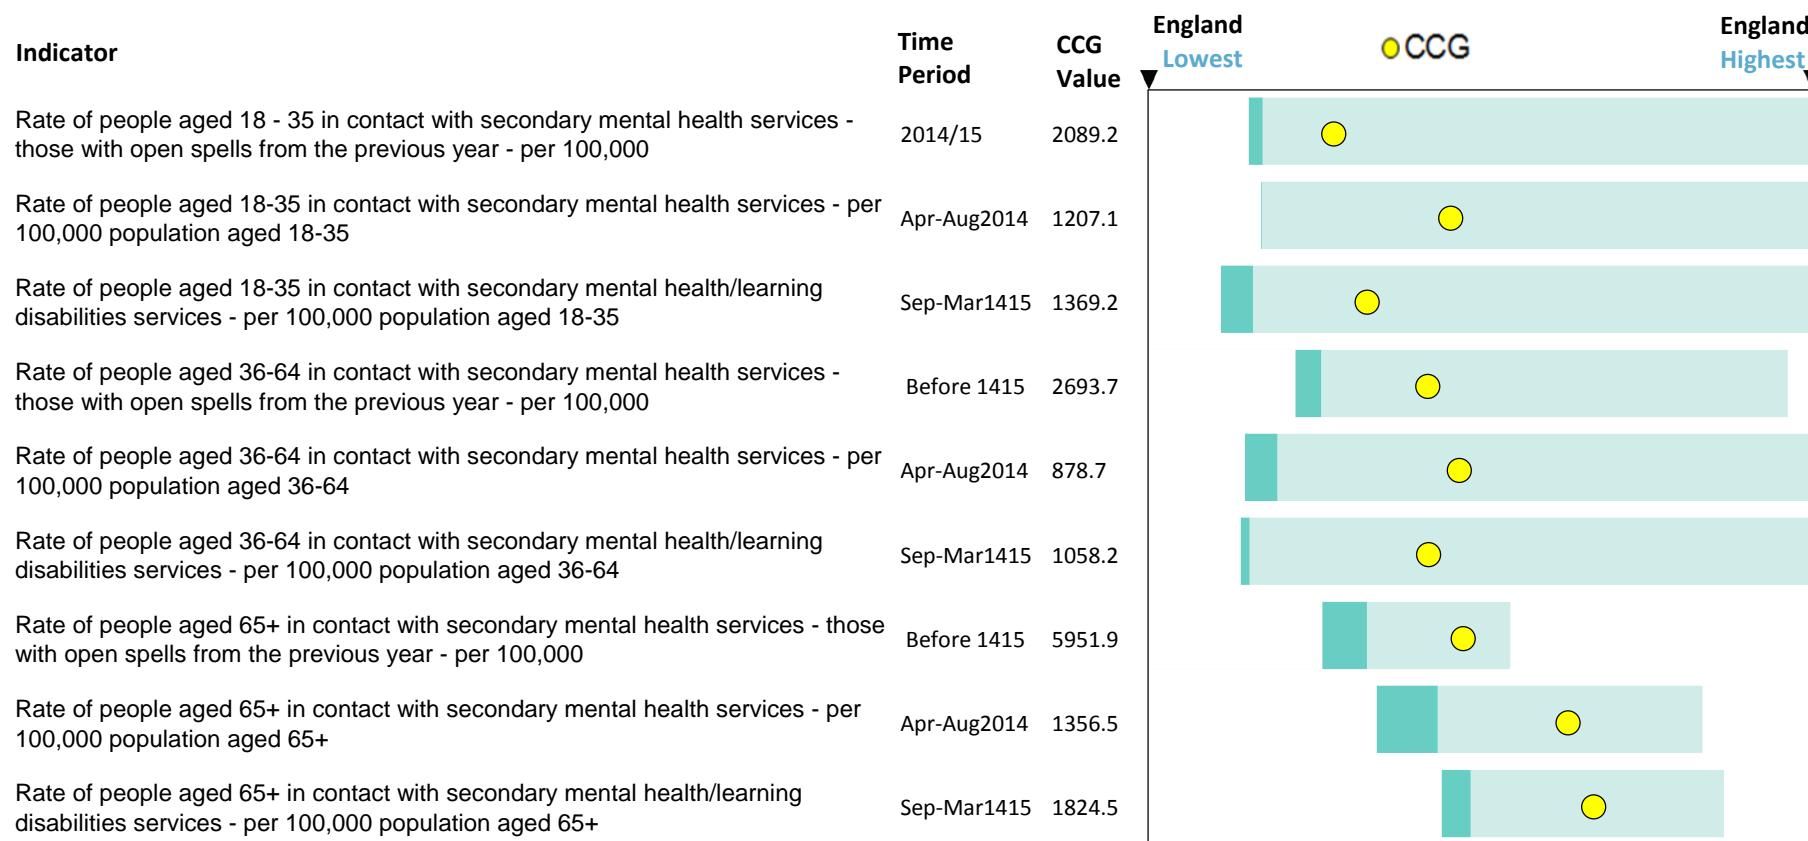 Indicator
Time Period
CCG Value
England Lowest
CCG
England Highest
Rate of people aged 18 - 35 in contact with secondary mental health services -
those with open spells from the previous year - per 100,000
2014/15 2089.2
Rate of people aged 18-35 in contact with secondary mental health services - per
100,000 population aged 18-35
Apr-Aug2014 1207.1
Rate of people aged 18-35 in contact with secondary mental health/learning
disabilities services - per 100,000 population aged 18-35
Sep-Mar1415 1369.2
Rate of people aged 36-64 in contact with secondary mental health services -
those with open spells from the previous year - per 100,000
Before 1415 2693.7
Rate of people aged 36-64 in contact with secondary mental health services - per
100,000 population aged 36-64
Apr-Aug2014 878.7
Rate of people aged 36-64 in contact with secondary mental health/learning
disabilities services - per 100,000 population aged 36-64
Sep-Mar1415 1058.2
Rate of people aged 65+ in contact with secondary mental health services - those
with open spells from the previous year - per 100,000
Before 1415 5951.9
Rate of people aged 65+ in contact with secondary mental health services - per
100,000 population aged 65+
Apr-Aug2014 1356.5
Rate of people aged 65+ in contact with secondary mental health/learning
disabilities services - per 100,000 population aged 65+
Sep-Mar1415 1824.5